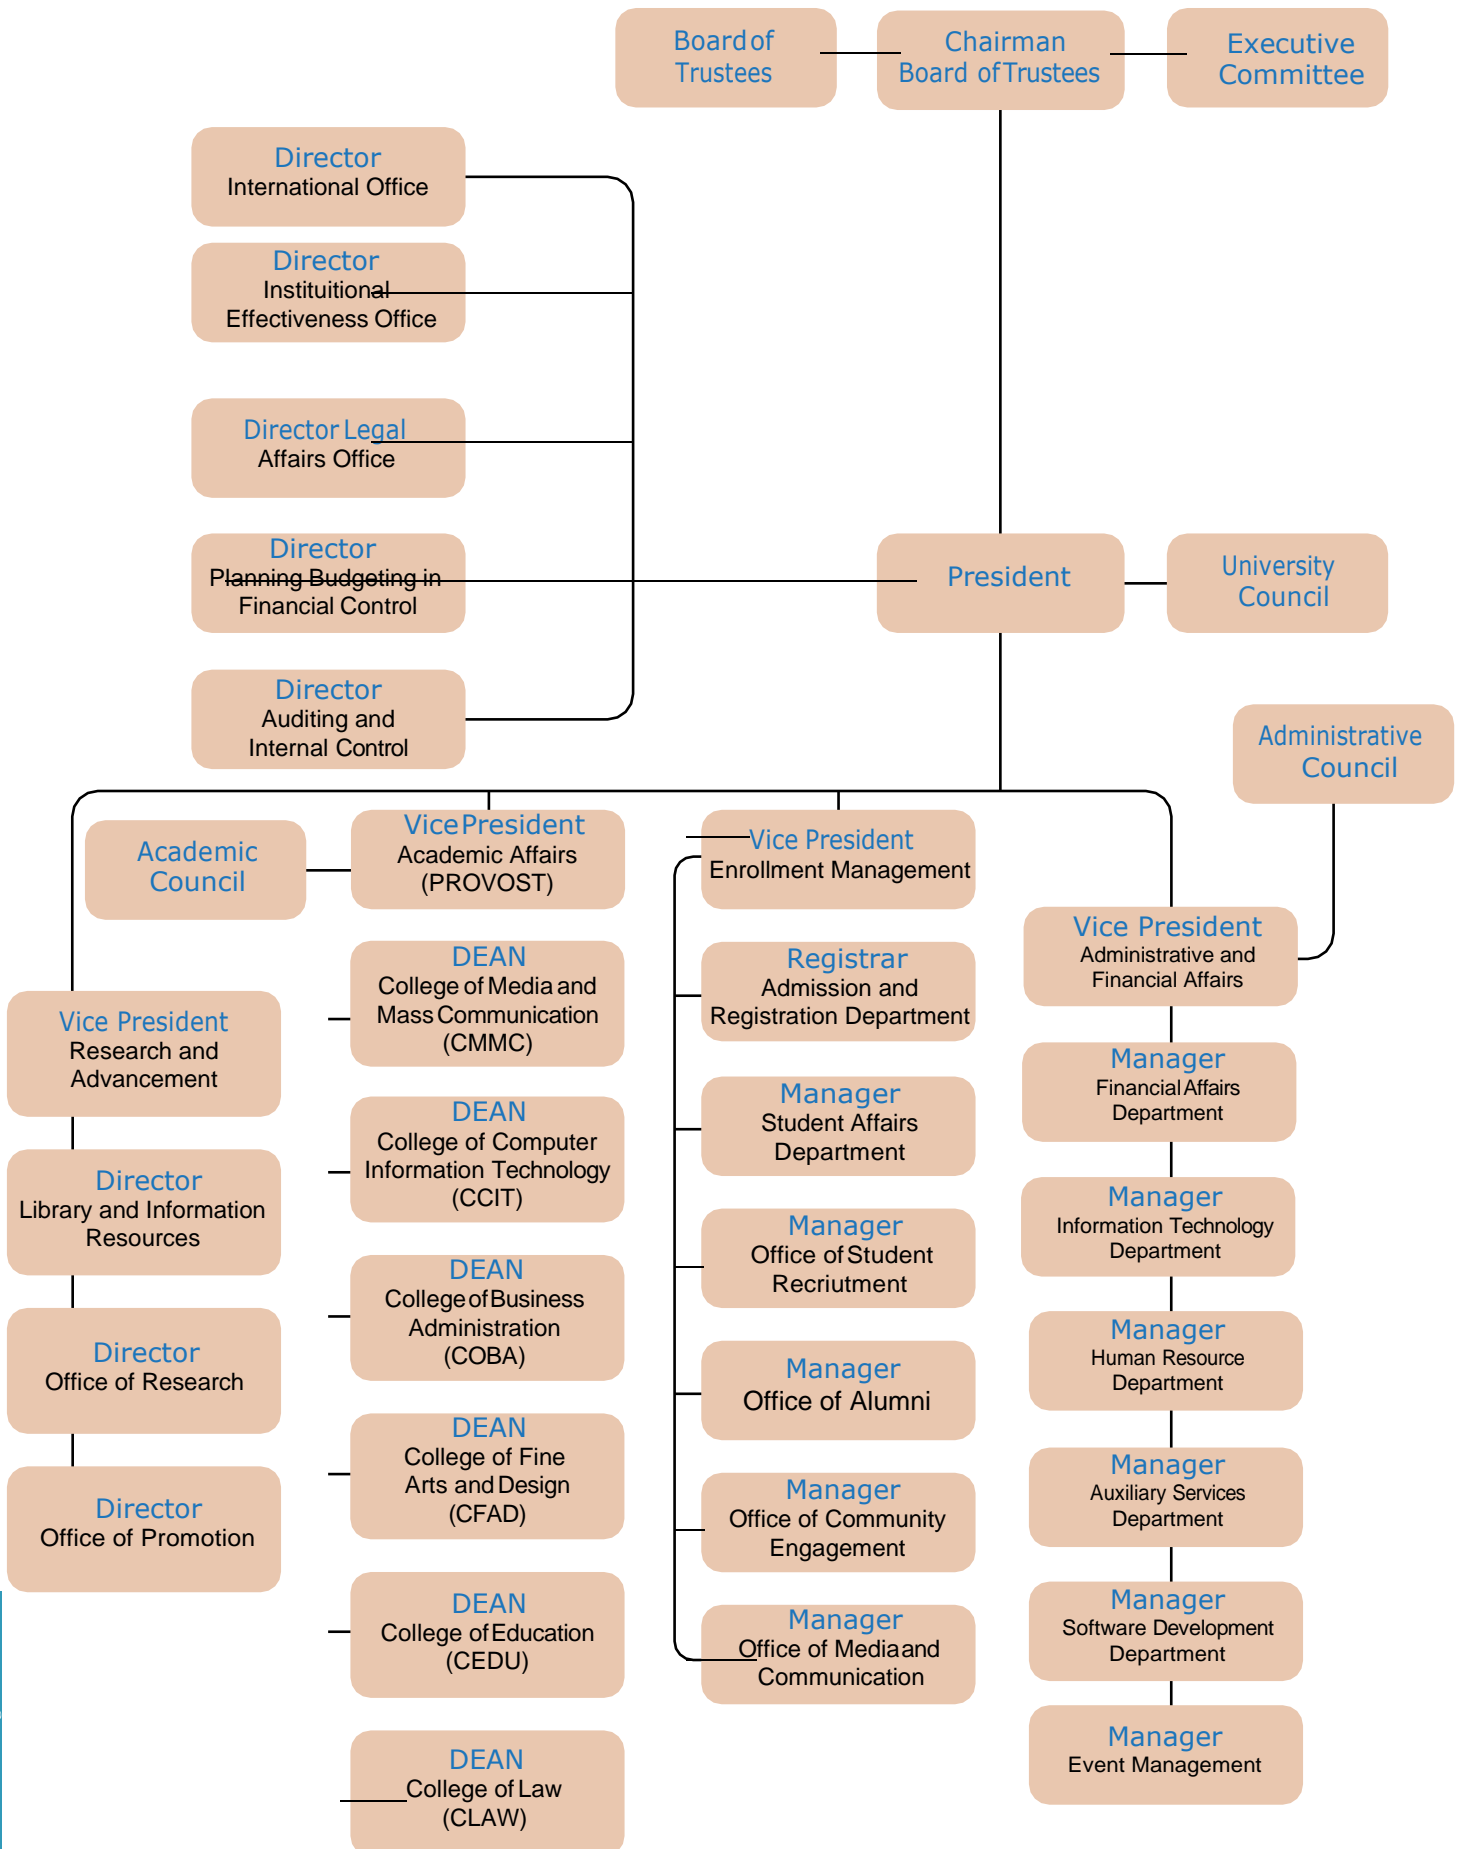 Board of
Trustees
Chairman
Board of Trustees
Executive
Committee
Director
International Office
Director
Instituitional
Effectiveness Office
Director Legal
Affairs Office
Director
Planning Budgeting in
Financial Control
President
University
Council
Director
Auditing and
Internal Control
Administrative
Council
Academic
Council
Vice President
Academic Affairs
(PROVOST)
Vice President
Enrollment Management
Vice President
Administrative and
Financial Affairs
Vice President
Research and
Advancement
Director
Library and Information
Resources
Director
Office of Research
Director
Office of Promotion
DEAN
College of Media and
Mass Communication
(CMMC)
DEAN
College of Computer
Information Technology
(CCIT)
DEAN
College of Business
Administration
(COBA)
DEAN
College of Fine
Arts and Design
(CFAD)
DEAN
College of Education
(CEDU)
DEAN
College of Law
(CLAW)
Registrar
Admission and
Registration Department
Manager
Student Affairs
Department
Manager
Office of Student
Recriutment
Manager
Office of Alumni
Manager
Office of Community
Engagement
Manager
Office of Media and
Communication
Manager
Financial Affairs
Department
Manager
Information Technology
Department
Manager
Human Resource
Department
Manager
Auxiliary Services
Department
Manager
Software Development
Department
Manager
Event Management